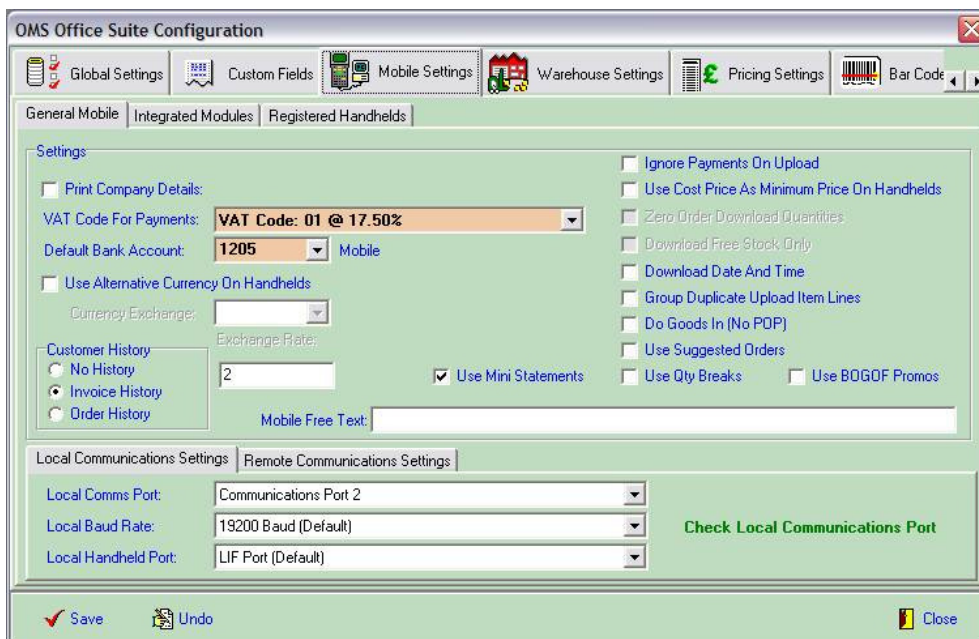 OMS Office Suite Configuration
Global Settings Custom Fields Mobile Settings Warehouse Settings Pricing Settings Bar Code
General Mobile Integrated Modules Registered Handhelds
Settings
Print Company Details:
VAT Code For Payments: VAT Code: 01 @ 17.50%
Default Bank Account: 1205 Mobile
Use Alternative Currency On Handhelds
Currency Exchange:
Exchange Rate:
Customer History
No History
Invoice History
Order History
2
Use Mini Statements
Mobile Free Text:
Ignore Payments On Upload
Use Cost Price As Minimum Price On Handhelds
Zero Order Download Quantities
Download Free Stock Only
Download Date And Time
Group Duplicate Upload Item Lines
Do Goods In (No POP)
Use Suggested Orders
Use Qty Breaks Use BOGOF Promos
Local Communications Settings Remote Communications Settings
Local Comms Port: Communications Port 2
Local Baud Rate: 19200 Baud (Default)
Local Handheld Port: LIF Port (Default)
Check Local Communications Port
Save Undo Close